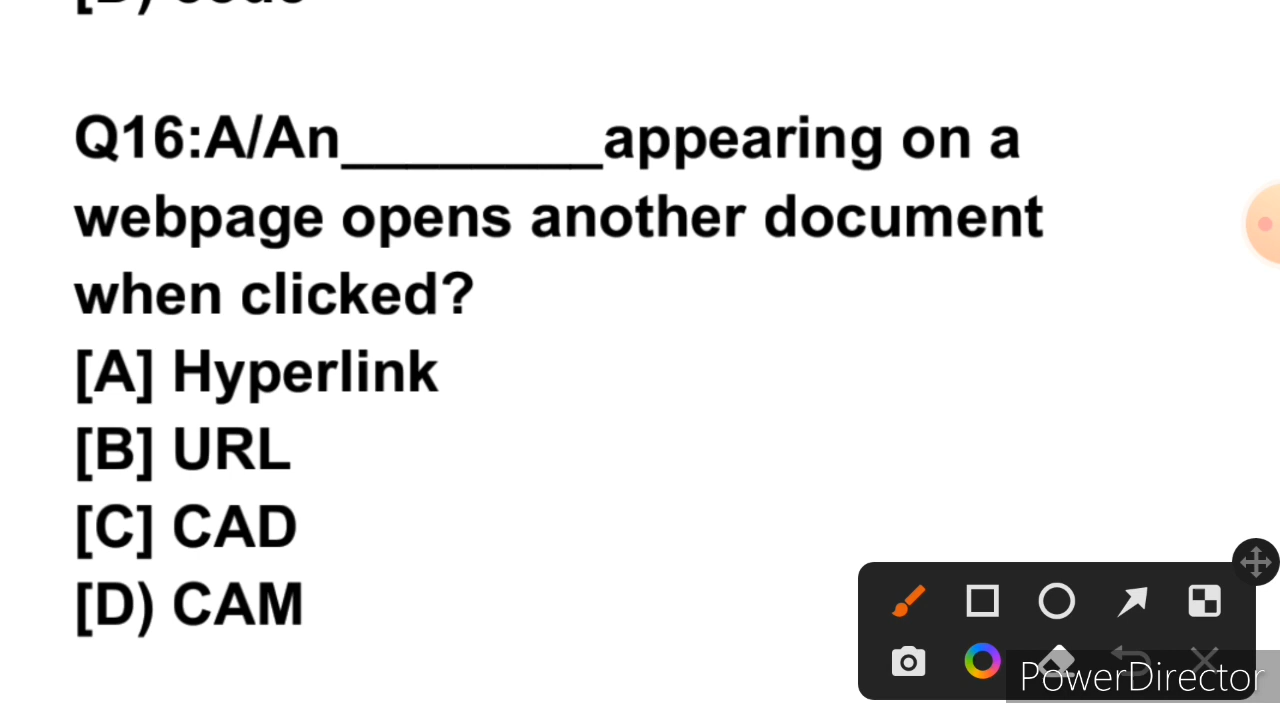 Q16:A/An________appearing on a
webpage opens another document
when clicked?
[A] Hyperlink
[B] URL
[C] CAD
[D) CAM
PowerDirector